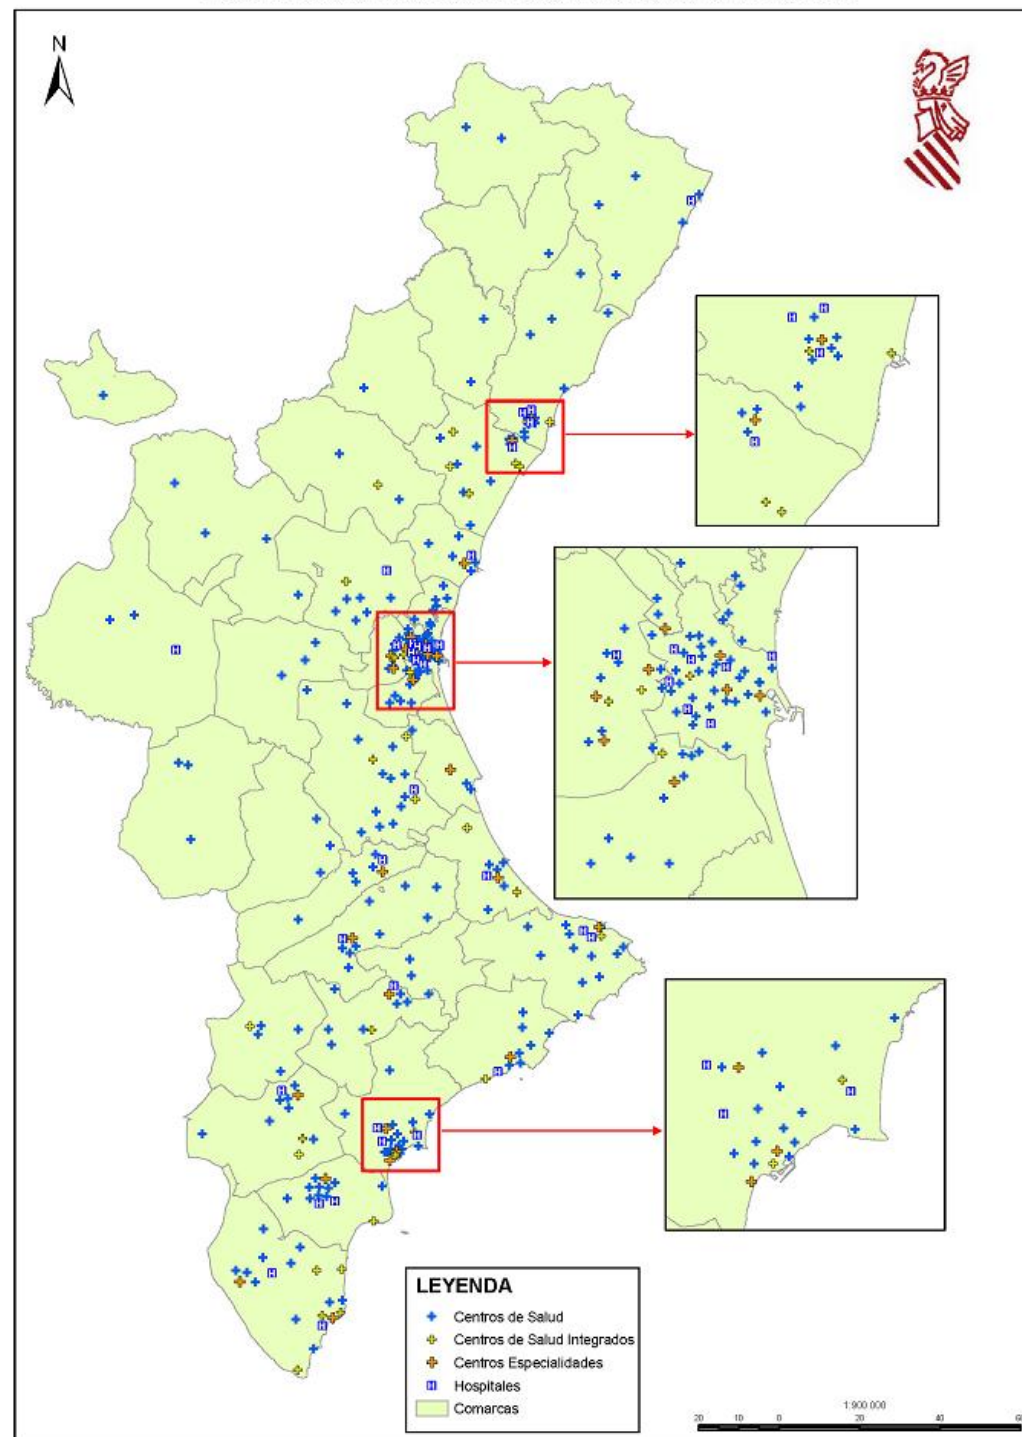 N
LEYENDA
Centros de Salud
Centros de Salud Integrados
Centros Especialidades
Hospitales
Comarcas
1:900.000
20 10 0 20 40 60